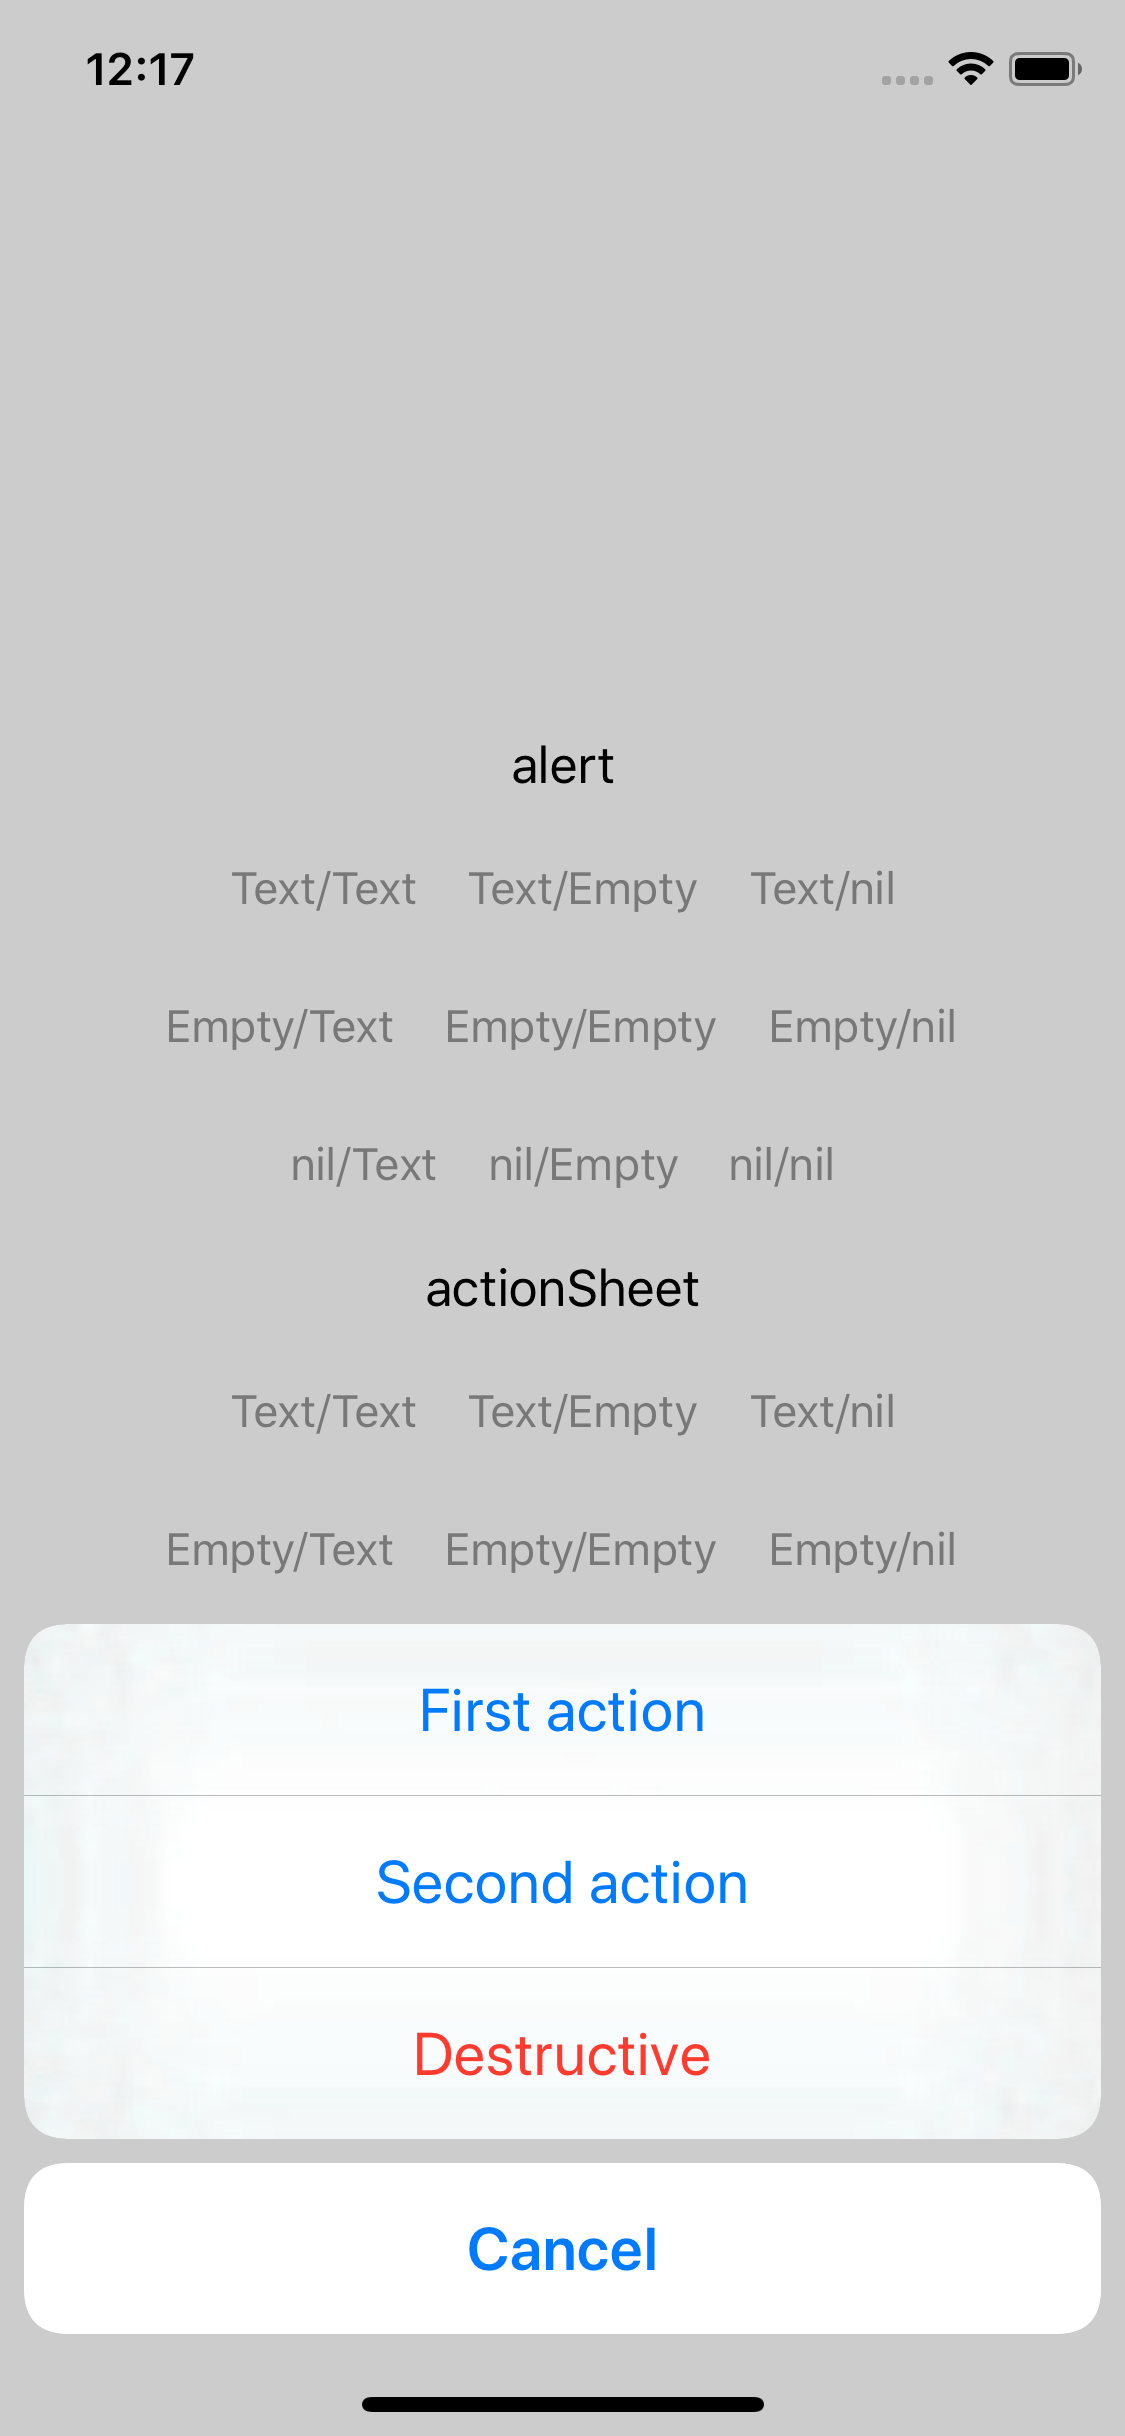 12:17
alert
Text/Text Text/Empty Text/nil
Empty/Text Empty/Empty Empty/nil
nil/Text nil/Empty nil/nil
actionSheet
Text/Text Text/Empty Text/nil
Empty/Text Empty/Empty Empty/nil
First action
Second action
Destructive
Cancel